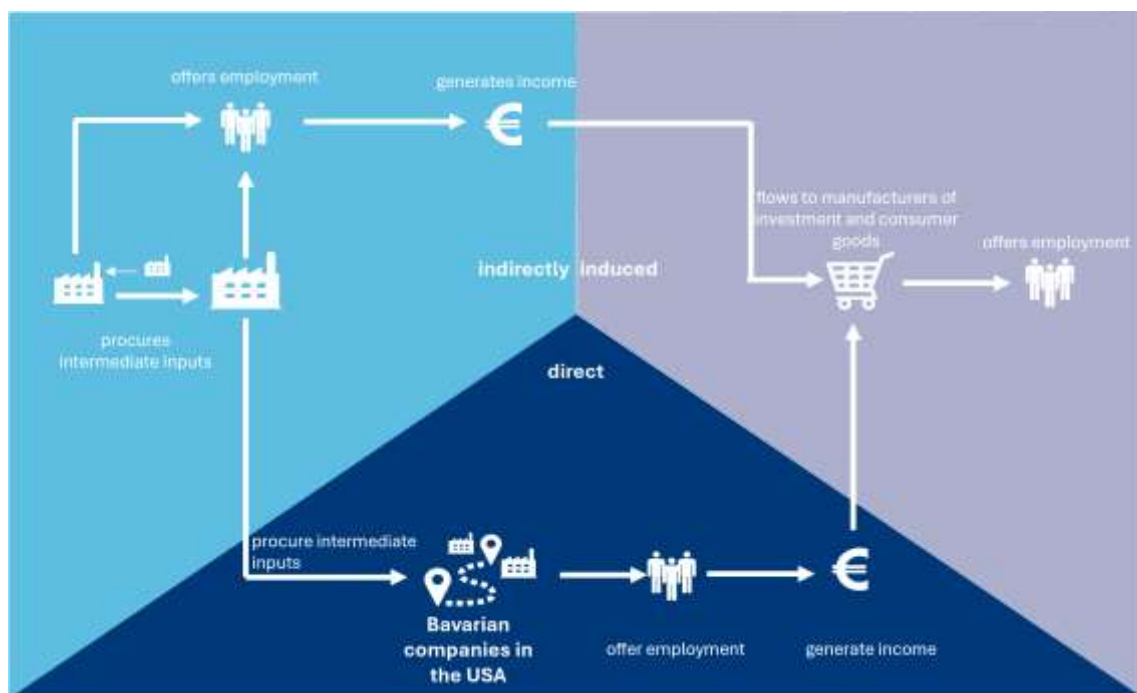 offers employment
generates income
flows to manufacturers of
investment and consumer
goods
offers employment
indirectly induced
procures
intermediate inputs
direct
procure intermediate
inputs
Bavarian
companies in
the USA
offer employment
generate income